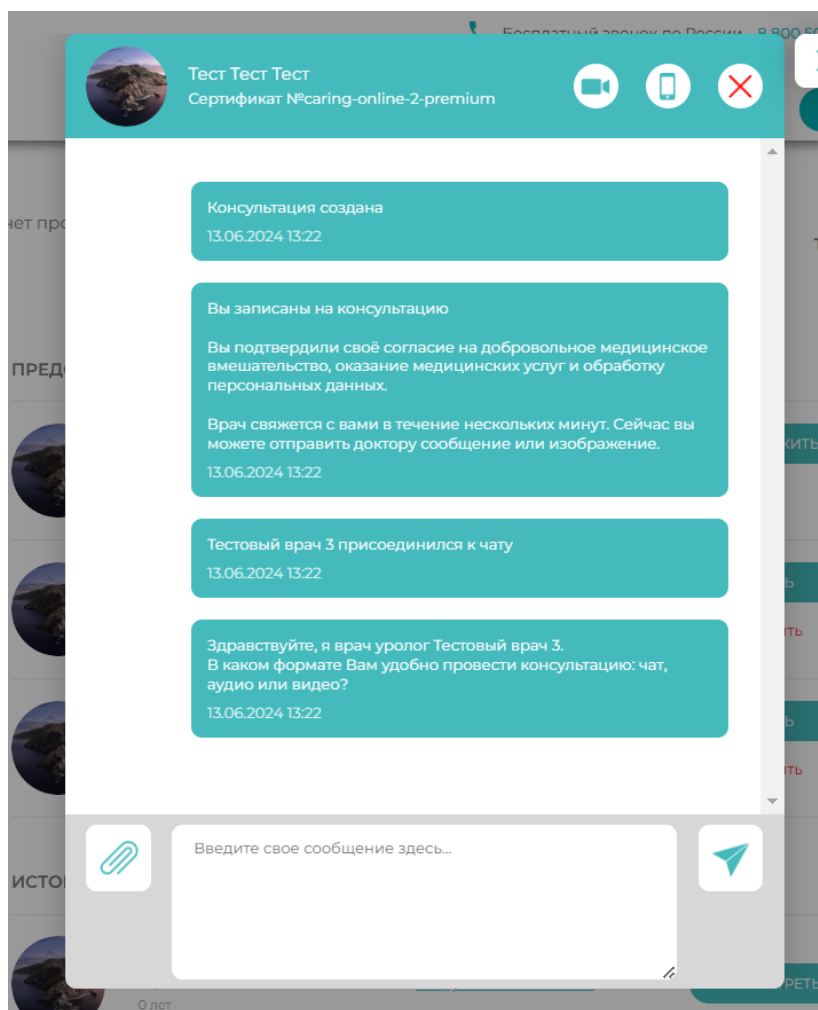 Бесплатный звонок по России 8 800 50
Тест Тест Тест
Сертификат №caring-online-2-premium
Консультация создана
13.06.2024 13:22
Вы записаны на консультацию
Вы подтвердили своё согласие на добровольное медицинское
вмешательство, оказание медицинских услуг и обработку
персональных данных.
Врач свяжется с вами в течение нескольких минут. Сейчас вы
можете отправить доктору сообщение или изображение.
13.06.2024 13:22
Тестовый врач 3 присоединился к чату
13.06.2024 13:22
Здравствуйте, я врач уролог Тестовый врач 3.
В каком формате Вам удобно провести консультацию: чат,
аудио или видео?
13.06.2024 13:22
Введите свое сообщение здесь...
ПРЕД
ИСТО
0 лет